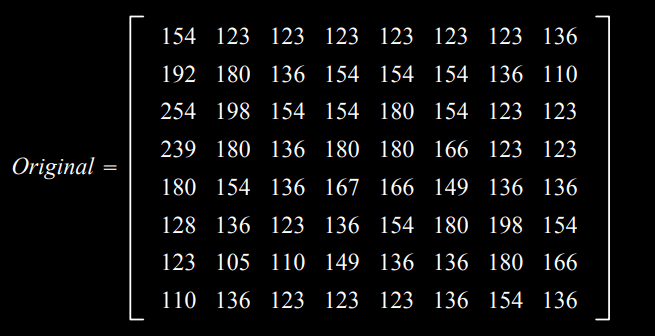 154 123 123 123 123 123 123 136
192 180 136 154 154 154 136 110
254 198 154 154 180 154 123 123
239 180 136 180 180 166 123 123
Original =
180 154 136 167 166 149 136 136
128 136 123 136 154 180 198 154
123 105 110 149 136 136 180 166
110 136 123 123 123 136 154 136